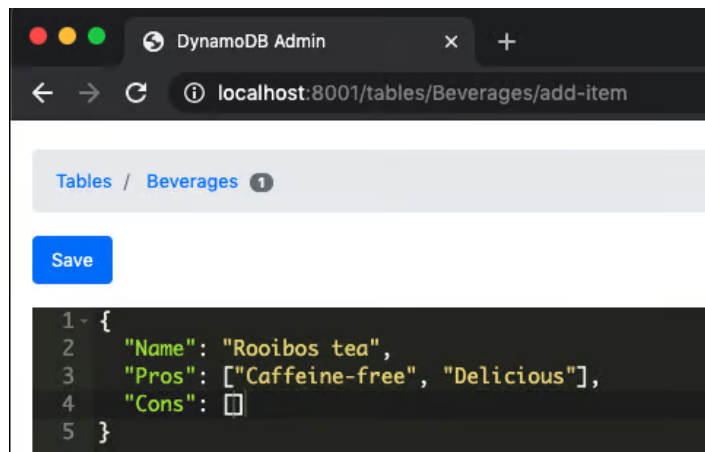 DynamoDB Admin
localhost:8001/tables/Beverages/add-item
Tables / Beverages 1
Save
1 {
2 "Name": "Rooibos tea",
3 "Pros": ["Caffeine-free", "Delicious"],
4 "Cons": []
5 }